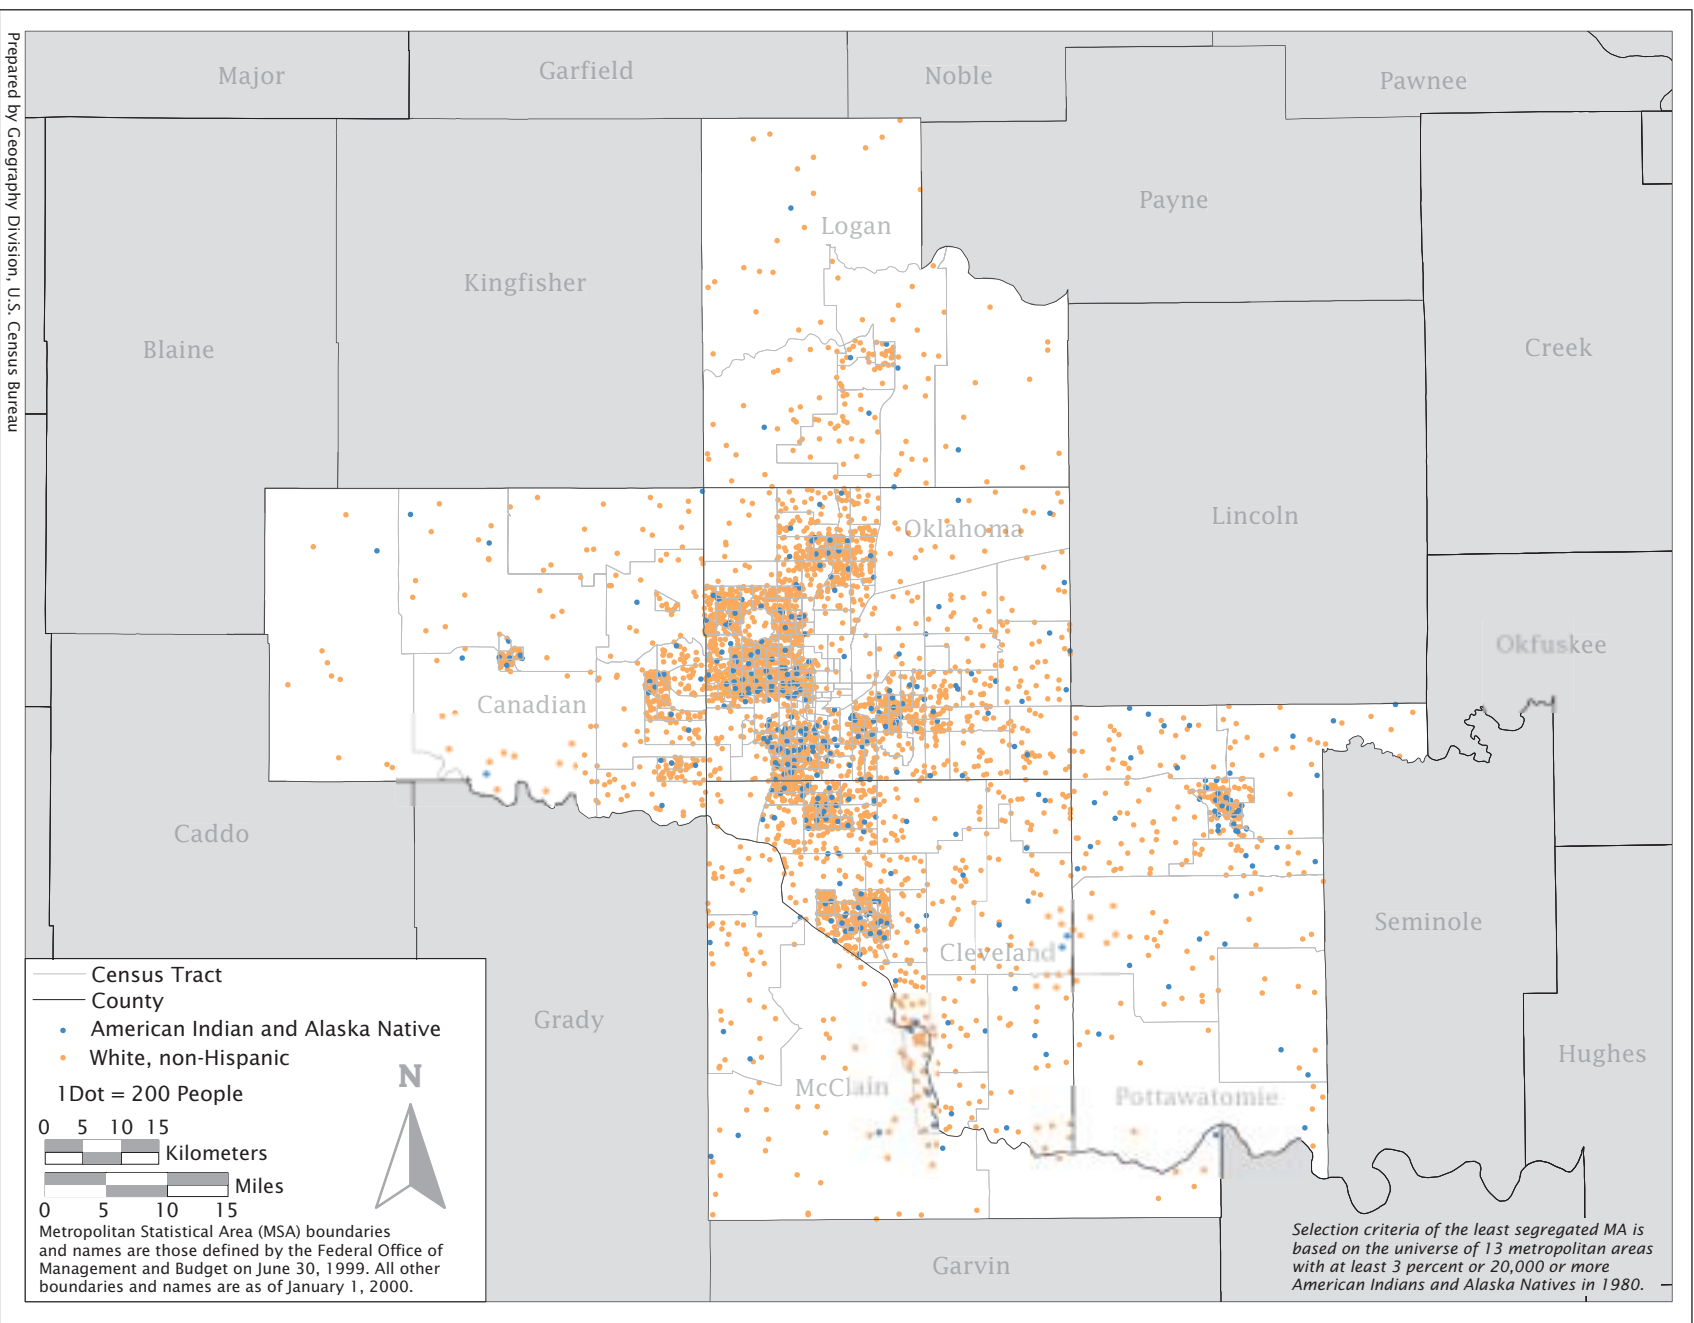 Prepared by Geography Division, U.S. Census Bureau
Major
Garfield
Noble
Pawnee
Payne
Logan
Kingfisher
Blaine
Creek
Lincoln
Oklahoma
Okfuskee
Canadian
Caddo
Seminole
Cleveland
Grady
Hughes
McClain
Pottawatomie
Garvin
Census Tract
County
American Indian and Alaska Native
White, non-Hispanic
1Dot = 200 People
N
0 5 10 15
Kilometers
Miles
0 5 10 15
Metropolitan Statistical Area (MSA) boundaries
and names are those defined by the Federal Office of
Management and Budget on June 30, 1999. All other
boundaries and names are as of January 1, 2000.
Selection criteria of the least segregated MA is
based on the universe of 13 metropolitan areas
with at least 3 percent or 20,000 or more
American Indians and Alaska Natives in 1980.